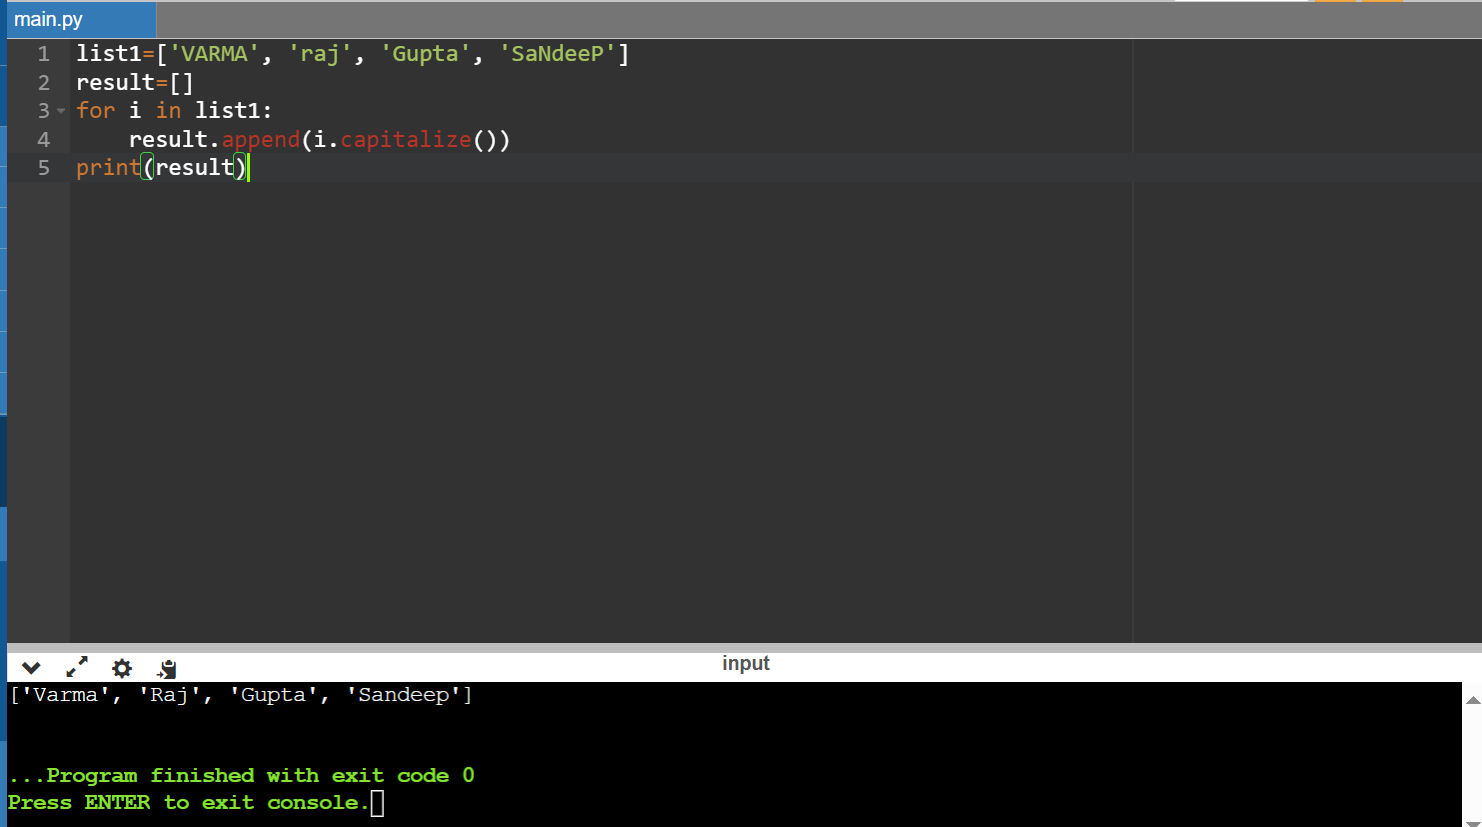 main.py
1 list1=['VARMA', 'raj', 'Gupta', 'SaNdeeP']
2 result=[]
3 for i in list1:
4     result.append(i.capitalize())
5 print(result)
input
['Varma', 'Raj', 'Gupta', 'Sandeep']
...Program finished with exit code 0
Press ENTER to exit console.